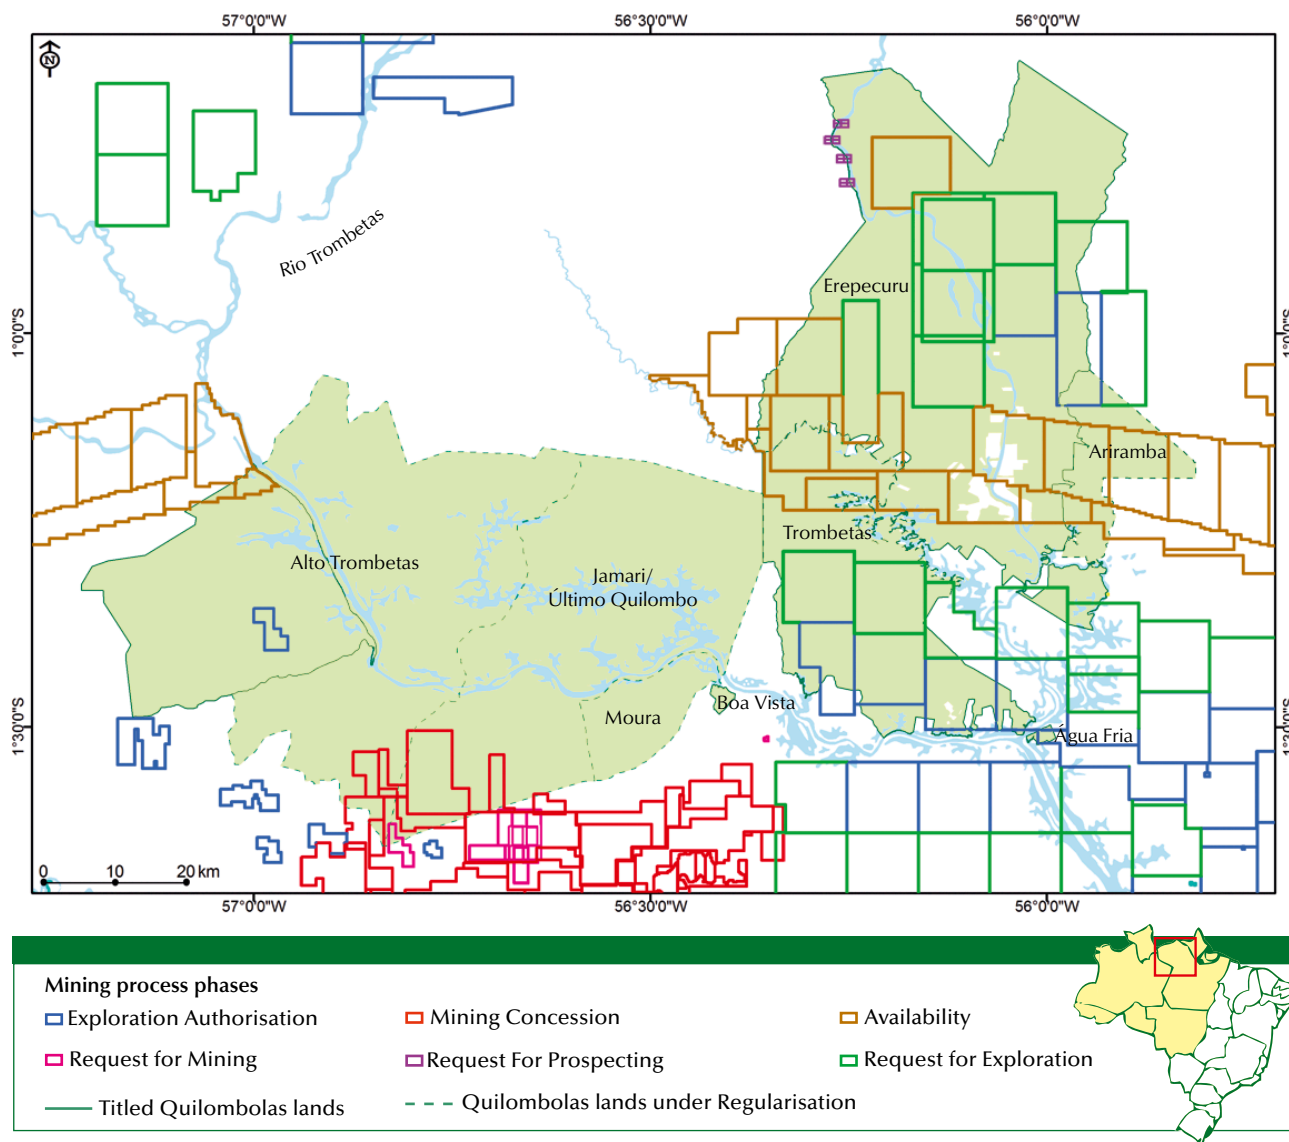 57°0'0"W
56°30'0"W
56°0'0"W
N
Rio Trombetas
Erepecuru
1°0'0"S
1°0'0"S
Ariramba
Trombetas
Alto Trombetas
Jamari/
Último Quilombo
Boa Vista
Moura
1°30'0"S
1°30'0"S
Água Fria
0 10 20 km
57°0'0"W
56°30'0"W
56°0'0"W
Mining process phases
Exploration Authorisation
Mining Concession
Availability
Request for Mining
Request For Prospecting
Request for Exploration
Titled Quilombolas lands
Quilombolas lands under Regularisation